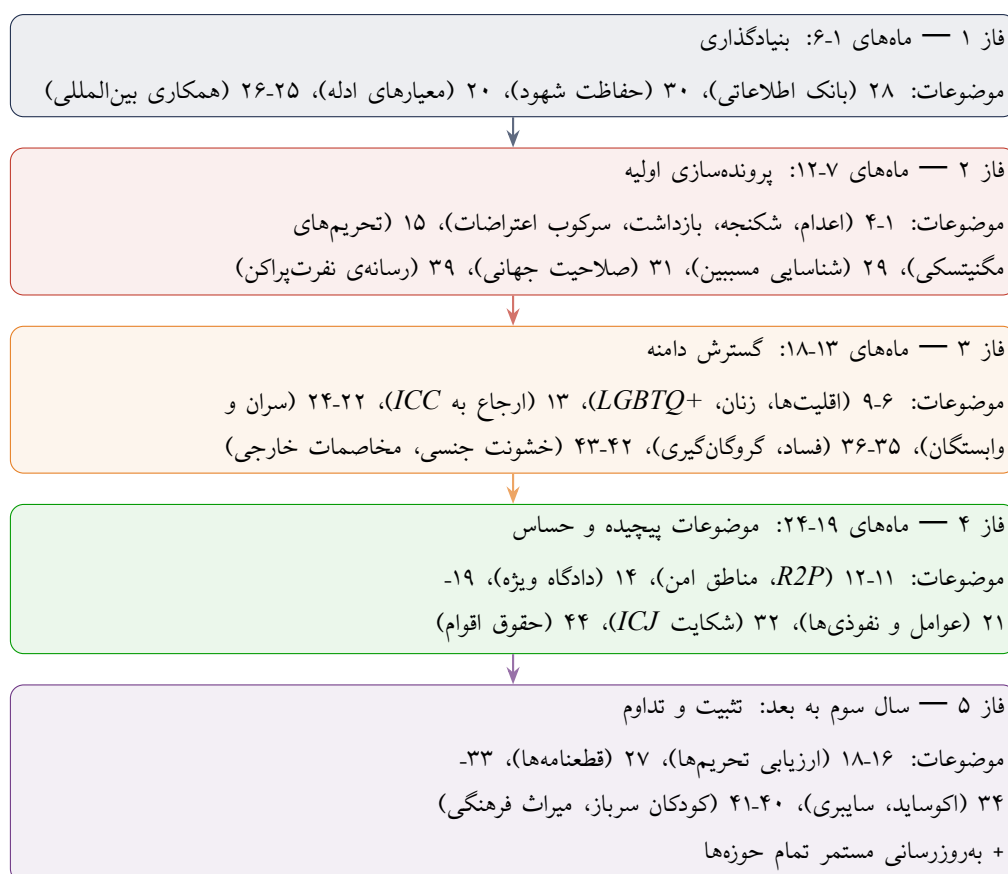 فاز ۱ — ماه‌های ۱-۶: بنیادگذاری
موضوعات: ۲۸ (بانک اطلاعاتی)، ۳۰ (حفاظت شهود)، ۲۰ (معیارهای ادله)، ۲۵-۲۶ (همکاری بین‌المللی)
فاز ۲ — ماه‌های ۷-۱۲: پرونده‌سازی اولیه
موضوعات: ۱-۴ (اعدام، شکنجه، بازداشت، سرکوب اعتراضات)، ۱۵ (تحریم‌های
مگنیتسکی)، ۲۹ (شناسایی مسببین)، ۳۱ (صلاحیت جهانی)، ۳۹ (رسانه‌ی نفرت‌پراکن)
فاز ۳ — ماه‌های ۱۳-۱۸: گسترش دامنه
موضوعات: ۶-۹ (اقلیت‌ها، زنان، LGBTQ+)، ۱۳ (ارجاع به ICC)، ۲۲-۲۴ (سران و
وابستگان)، ۳۵-۳۶ (فساد، گروگان‌گیری)، ۴۲-۴۳ (خشونت جنسی، مخاصمات خارجی)
فاز ۴ — ماه‌های ۱۹-۲۴: موضوعات پیچیده و حساس
موضوعات: ۱۱-۱۲ (R2P، مناطق امن)، ۱۴ (دادگاه ویژه)، ۱۹-
۲۱ (عوامل و نفوذی‌ها)، ۳۲ (شکایت ICJ)، ۴۴ (حقوق اقوام)
فاز ۵ — سال سوم به بعد: تثبیت و تداوم
موضوعات: ۱۶-۱۸ (ارزیابی تحریم‌ها)، ۲۷ (قطعنامه‌ها)، ۳۳-
۳۴ (اکوساید، سایبری)، ۴۰-۴۱ (کودکان سرباز، میراث فرهنگی)
+ به‌روزرسانی مستمر تمام حوزه‌ها